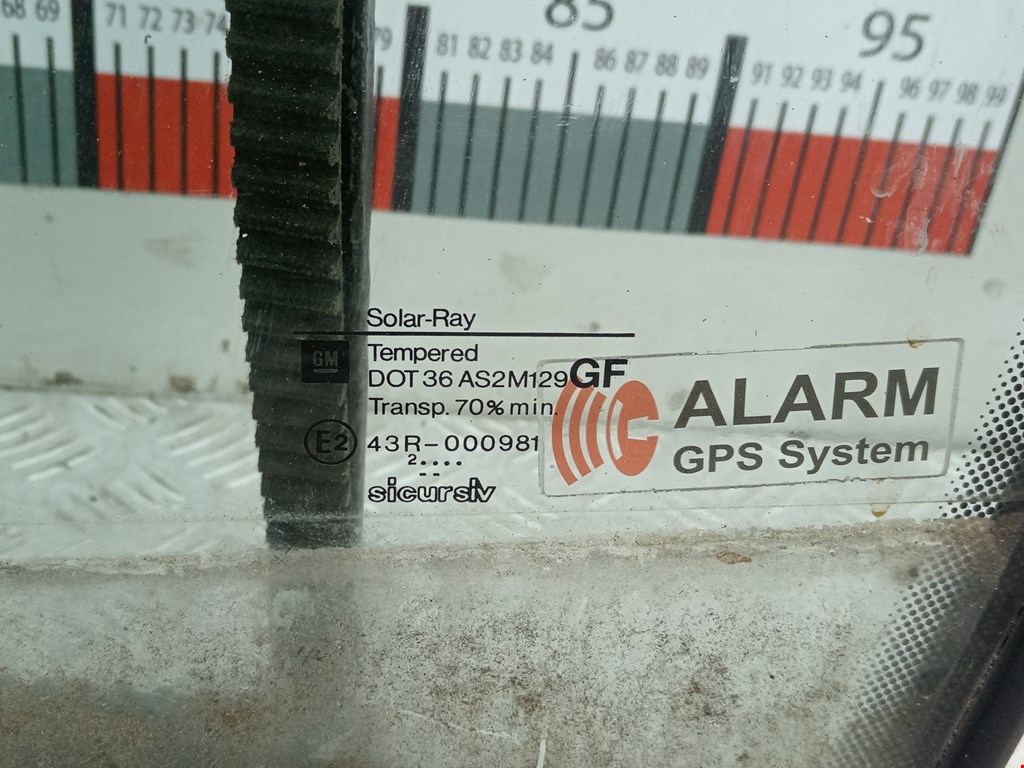 85
95
68 69 71 72 73 74 79 81 82 83 84 86 87 88 89 91 92 93 94 96 97 98 99
Solar-Ray
GM
Tempered
DOT 36 AS2M129 GF
Transp. 70% min.
E2 43R-000981
2....
--
sicursiv
ALARM
GPS System